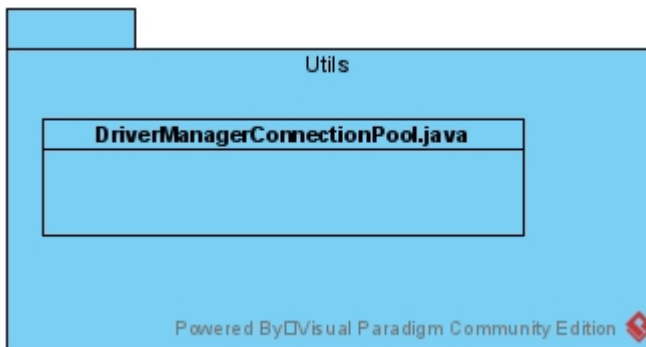 Utils
DriverManagerConnectionPool.java
Powered By□Visual Paradigm Community Edition